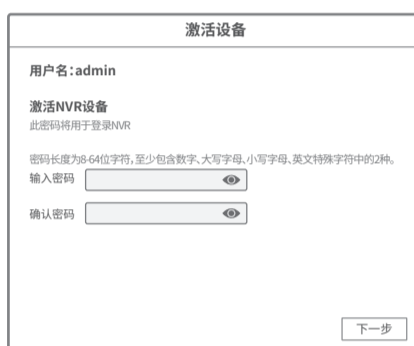 激活设备
用户名：admin
激活NVR设备
此密码将用于登录NVR
密码长度为8-64位字符，至少包含数字、大写字母、小写字母、英文特殊字符中的2种。
输入密码
确认密码
下一步